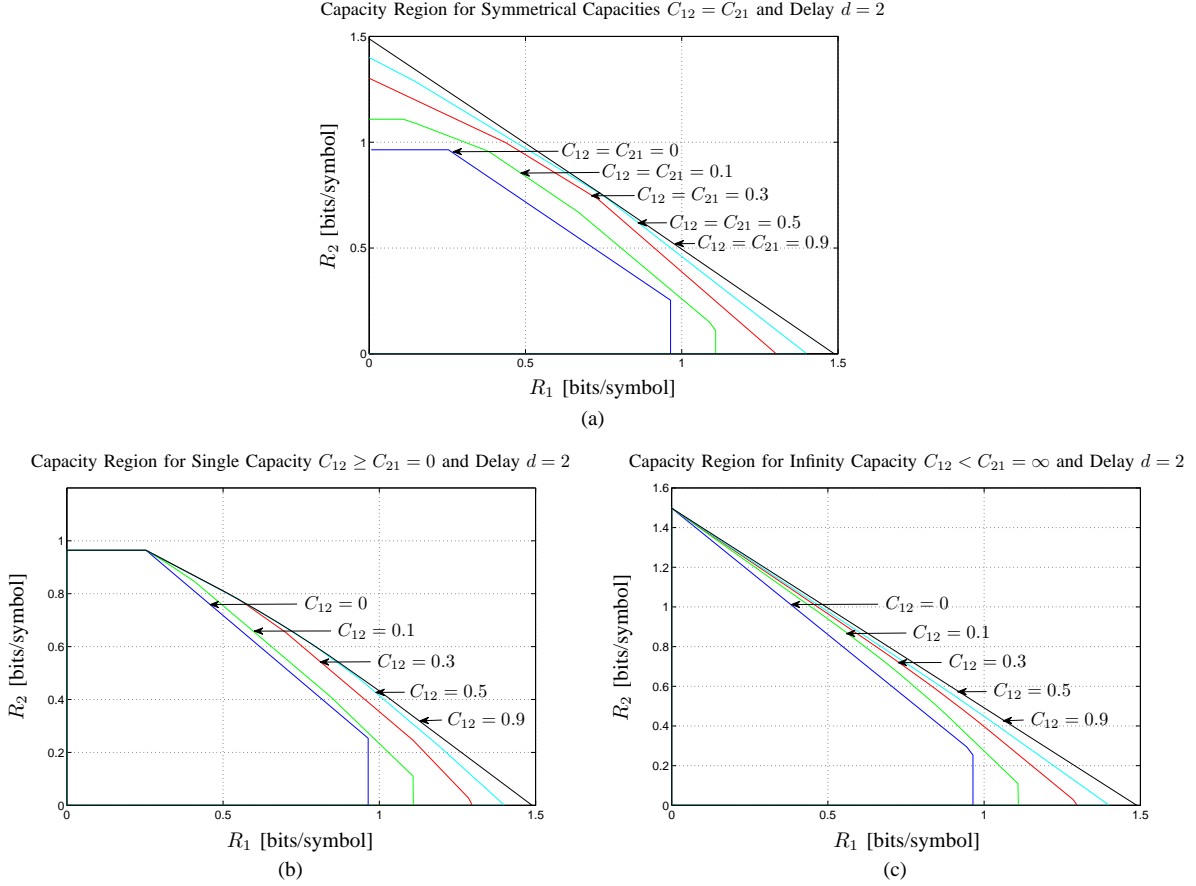 Capacity Region for Symmetrical Capacities C12 = C21 and Delay d = 2
1.5
1
0.5
0
R2 [bits/symbol]
C12 = C21 = 0
C12 = C21 = 0.1
C12 = C21 = 0.3
C12 = C21 = 0.5
C12 = C21 = 0.9
0 0.5 1 1.5
R1 [bits/symbol]
(a)
Capacity Region for Single Capacity C12 ≥ C21 = 0 and Delay d = 2
1
0.8
0.6
0.4
0.2
0
R2 [bits/symbol]
C12 = 0
C12 = 0.1
C12 = 0.3
C12 = 0.5
C12 = 0.9
0 0.5 1 1.5
R1 [bits/symbol]
(b)
Capacity Region for Infinity Capacity C12 < C21 = ∞ and Delay d = 2
1.6
1.4
1.2
1
0.8
0.6
0.4
0.2
0
R2 [bits/symbol]
C12 = 0
C12 = 0.1
C12 = 0.3
C12 = 0.5
C12 = 0.9
0 0.5 1 1.5
R1 [bits/symbol]
(c)